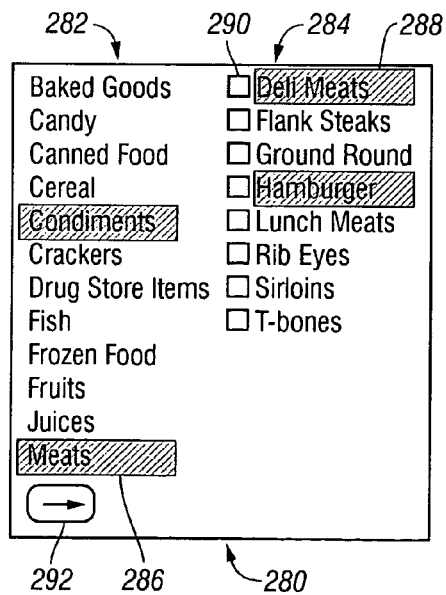 282 290 284 288
Baked Goods Deli Meats
Candy Flank Steaks
Canned Food Ground Round
Cereal Hamburger
Condiments Lunch Meats
Crackers Rib Eyes
Drug Store Items Sirloins
Fish T-bones
Frozen Food
Fruits
Juices
Meats
292 286 280